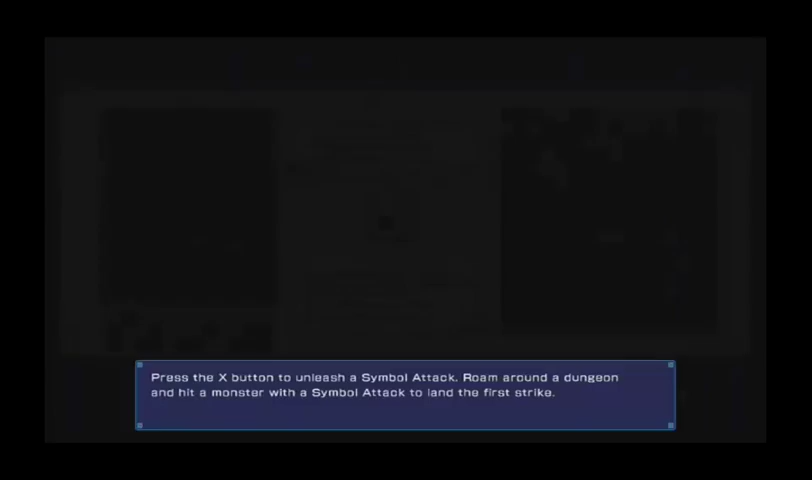 Press the X button to unleash a Symbol Attack. Roam around a dungeon
and hit a monster with a Symbol Attack to land the first strike.